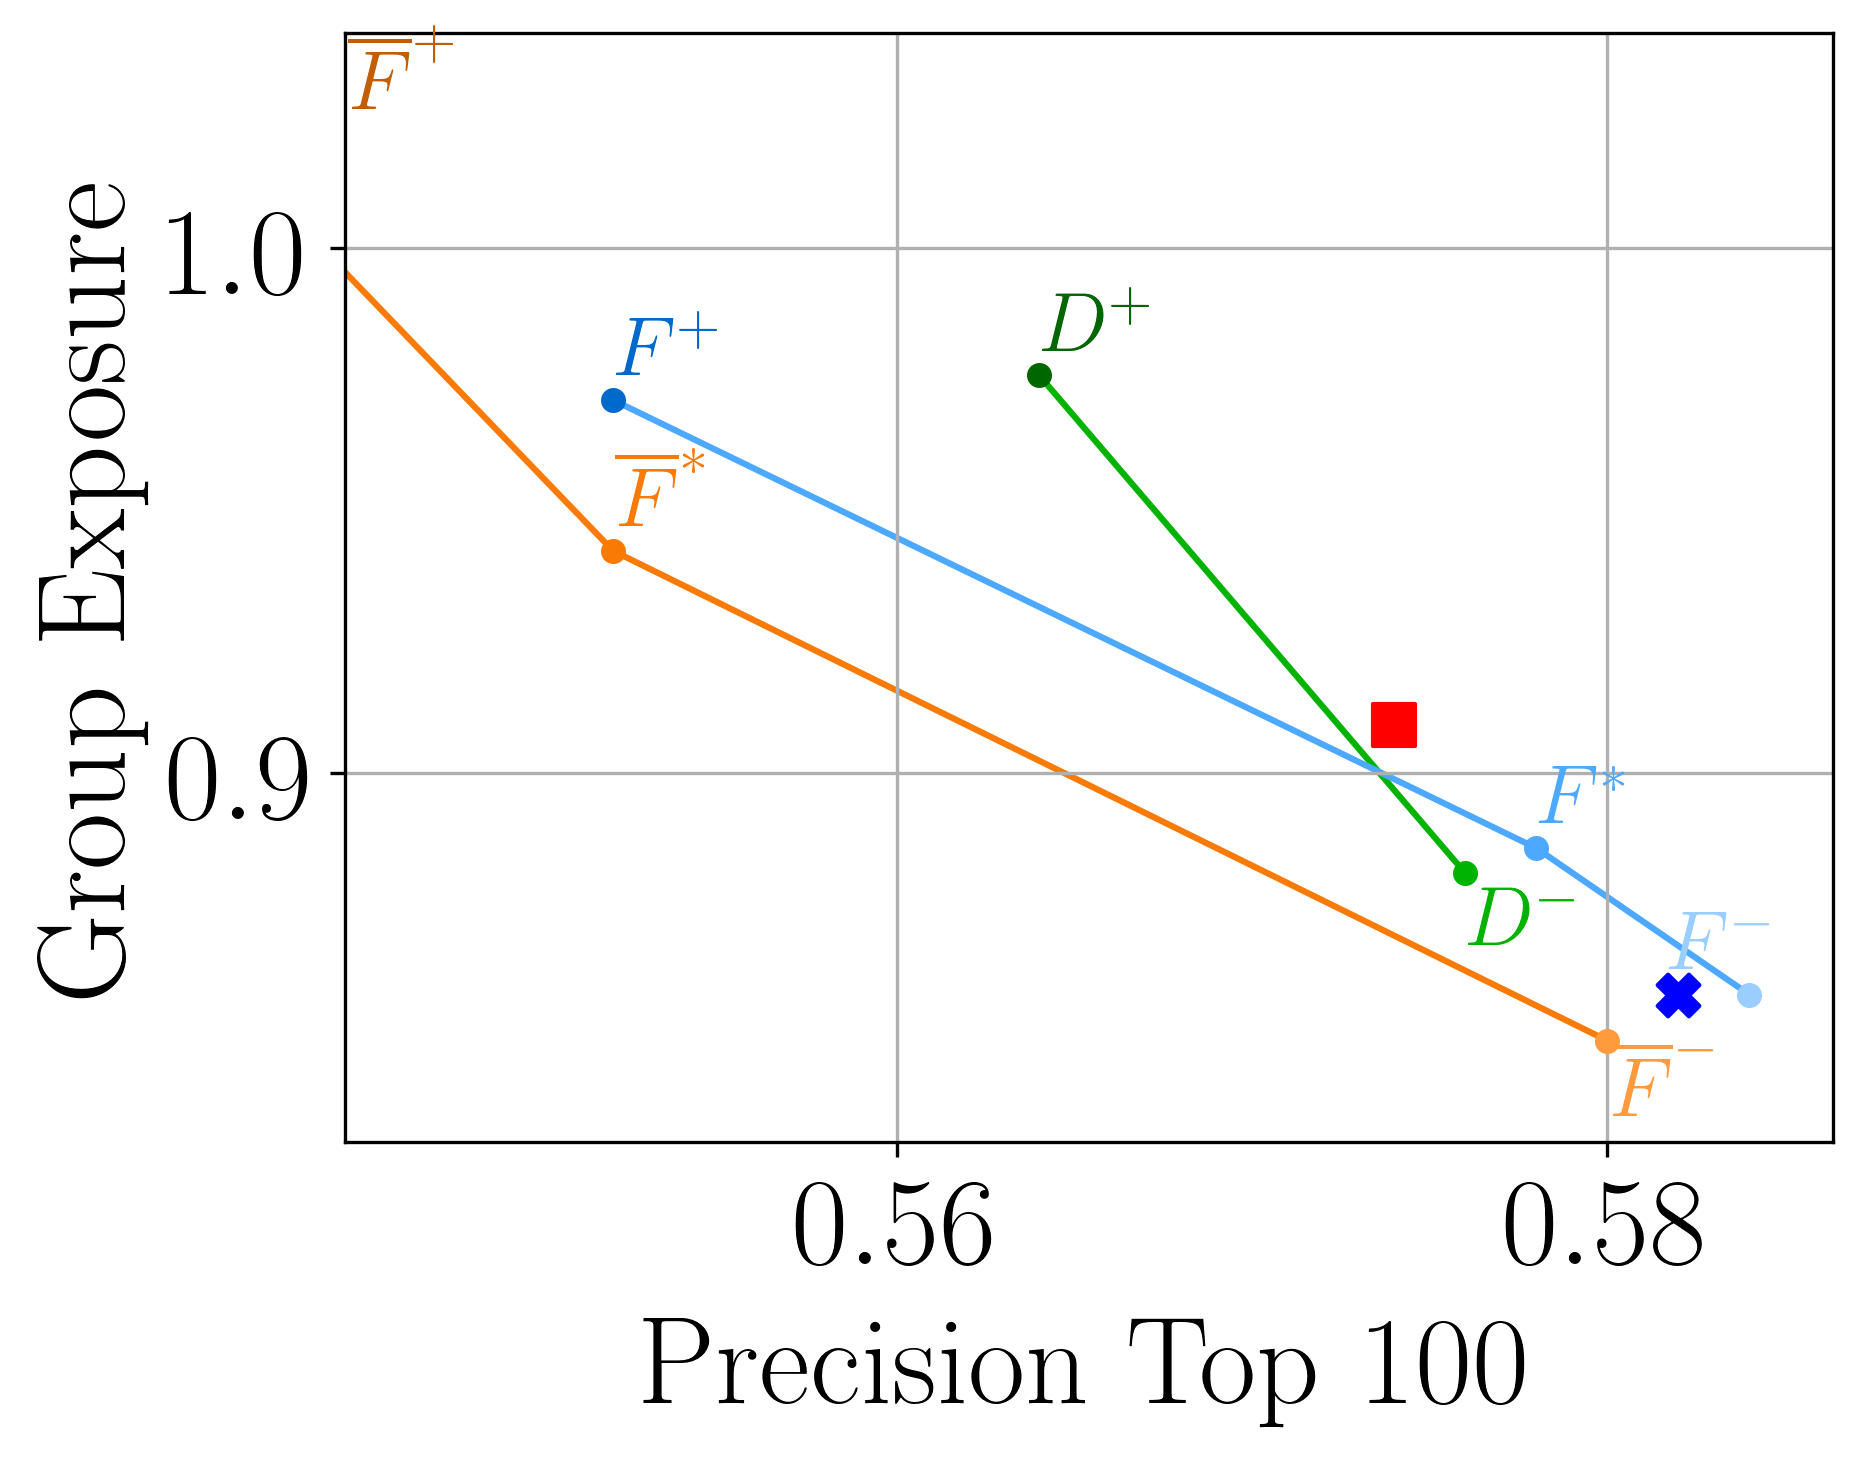 F̅⁺
1.0
D⁺
F⁺
F̅*
0.9
F*
D⁻
F⁻
F̅⁻
0.56
0.58
Precision Top 100
Group Exposure